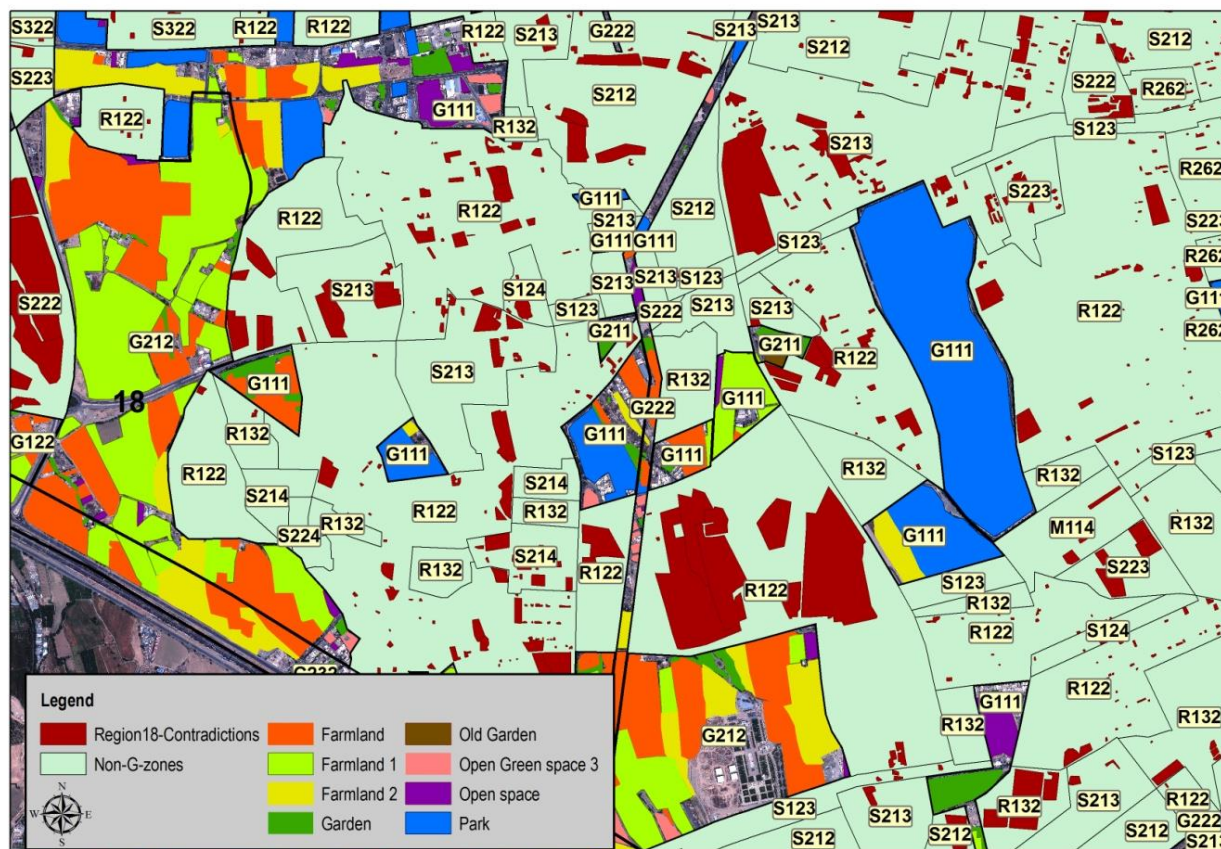 S322
S322
R122
R122
R122
S213
G222
S213
S213
S212
S212
S223
S222
R262
R122
G111
S212
R132
S123
S213
R262
S223
G111
R122
R122
S213
S212
S223
G111
G111
S123
R262
S222
S213
S124
S213
S213
S123
G111
S123
S213
S213
R122
S222
R262
G212
G211
G211
R122
G111
G111
S213
R132
18
G111
G222
G122
R132
G111
G111
G111
R132
S123
R122
S214
S214
R122
R132
R132
R132
M114
R132
G111
S224
S214
R132
R122
S123
S223
R122
R132
R122
S124
G111
R122
R132
R132
G212
S123
S213
R132
S213
R122
G222
S212
S212
S212
S213
Legend
Region18-Contradictions
Farmland
Old Garden
Non-G-zones
Farmland 1
Open Green space 3
Farmland 2
Open space
Garden
Park
N
W
E
S